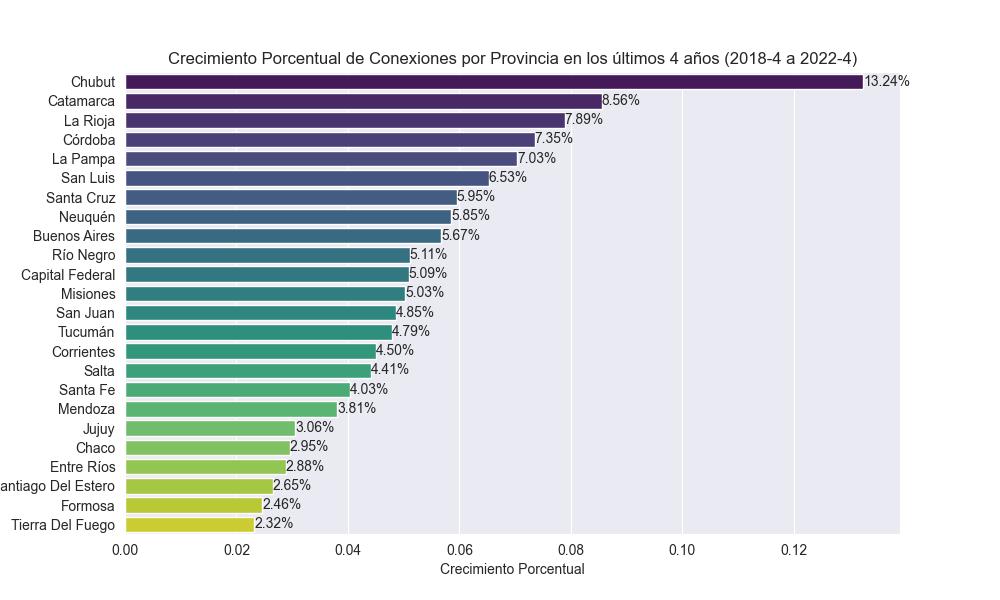 Crecimiento Porcentual de Conexiones por Provincia en los últimos 4 años (2018-4 a 2022-4)
Chubut 13.24%
Catamarca 8.56%
La Rioja 7.89%
Córdoba 7.35%
La Pampa 7.03%
San Luis 6.53%
Santa Cruz 5.95%
Neuquén 5.85%
Buenos Aires 5.67%
Río Negro 5.11%
Capital Federal 5.09%
Misiones 5.03%
San Juan 4.85%
Tucumán 4.79%
Corrientes 4.50%
Salta 4.41%
Santa Fe 4.03%
Mendoza 3.81%
Jujuy 3.06%
Chaco 2.95%
Entre Ríos 2.88%
antiago Del Estero 2.65%
Formosa 2.46%
Tierra Del Fuego 2.32%
0.00 0.02 0.04 0.06 0.08 0.10 0.12
Crecimiento Porcentual